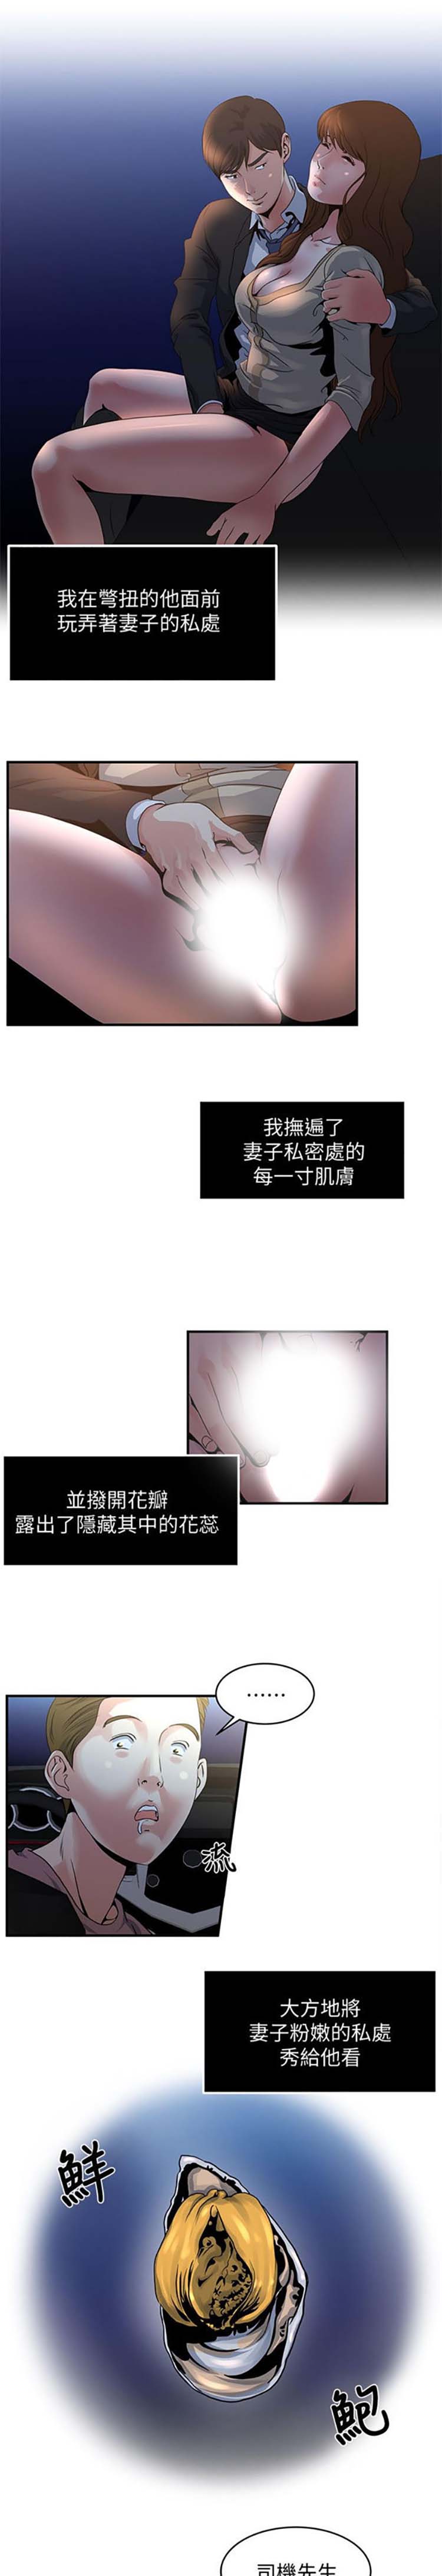 我在彆扭的他面前
玩弄著妻子的私處
我撫遍了
妻子私密處的
每一寸肌膚
並撥開花瓣
露出了隱藏其中的花蕊
……
流
大方地將
妻子粉嫩的私處
秀給他看
鮮
鮑
司機先生